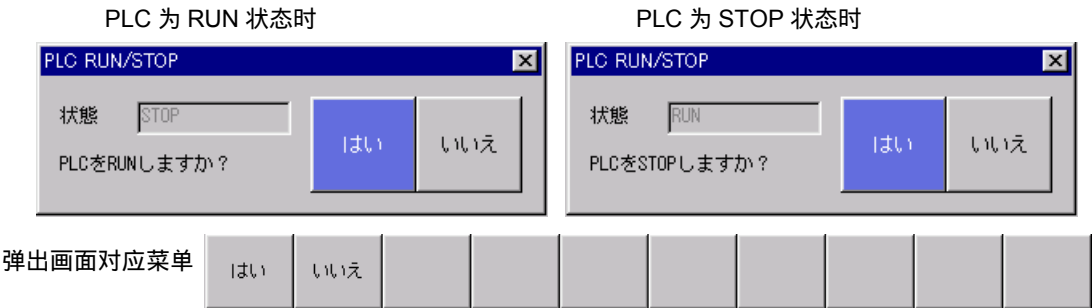 PLC 为 RUN 状态时
PLC 为 STOP 状态时
PLC RUN/STOP
状態 STOP
PLCをRUNしますか？
はい
いいえ
PLC RUN/STOP
状態 RUN
PLCをSTOPしますか？
はい
いいえ
弹出画面对应菜单
はい
いいえ